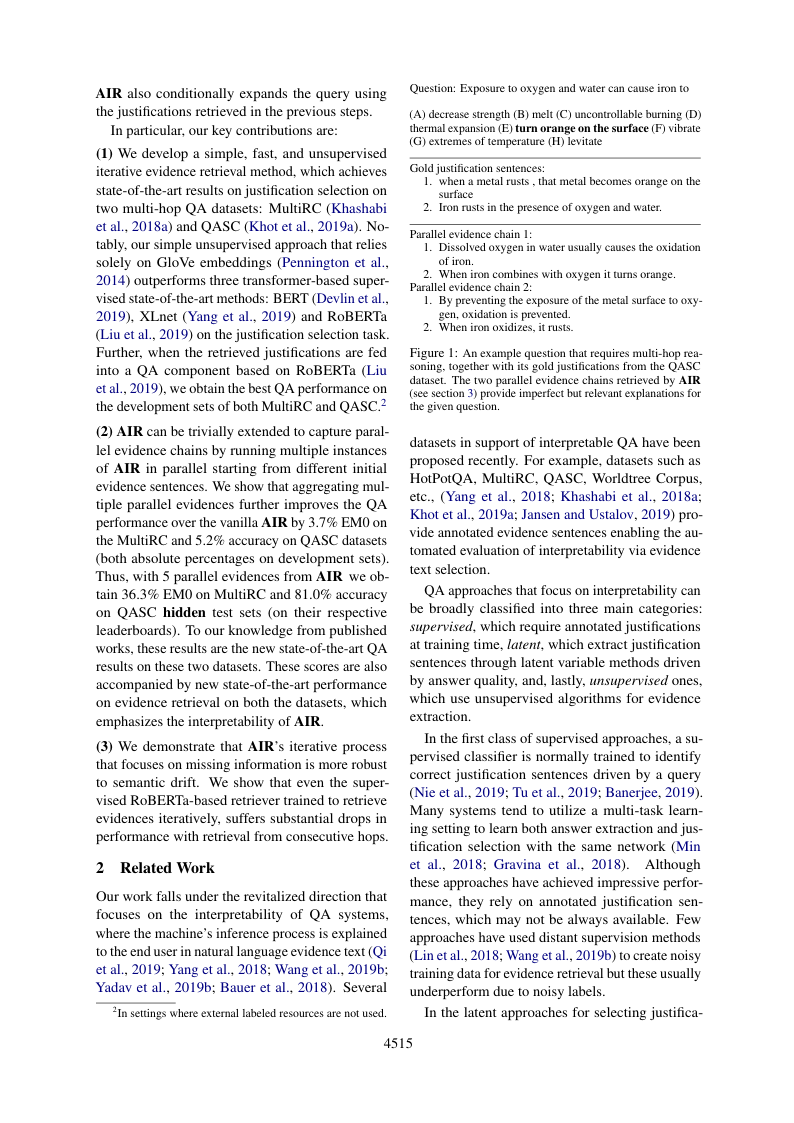 AIR also conditionally expands the query using
the justifications retrieved in the previous steps.
In particular, our key contributions are:
(1) We develop a simple, fast, and unsupervised
iterative evidence retrieval method, which achieves
state-of-the-art results on justification selection on
two multi-hop QA datasets: MultiRC (Khashabi
et al., 2018a) and QASC (Khot et al., 2019a). No-
tably, our simple unsupervised approach that relies
solely on GloVe embeddings (Pennington et al.,
2014) outperforms three transformer-based super-
vised state-of-the-art methods: BERT (Devlin et al.,
2019), XLnet (Yang et al., 2019) and RoBERTa
(Liu et al., 2019) on the justification selection task.
Further, when the retrieved justifications are fed
into a QA component based on RoBERTa (Liu
et al., 2019), we obtain the best QA performance on
the development sets of both MultiRC and QASC.2
(2) AIR can be trivially extended to capture paral-
lel evidence chains by running multiple instances
of AIR in parallel starting from different initial
evidence sentences. We show that aggregating mul-
tiple parallel evidences further improves the QA
performance over the vanilla AIR by 3.7% EM0 on
the MultiRC and 5.2% accuracy on QASC datasets
(both absolute percentages on development sets).
Thus, with 5 parallel evidences from AIR we ob-
tain 36.3% EM0 on MultiRC and 81.0% accuracy
on QASC hidden test sets (on their respective
leaderboards). To our knowledge from published
works, these results are the new state-of-the-art QA
results on these two datasets. These scores are also
accompanied by new state-of-the-art performance
on evidence retrieval on both the datasets, which
emphasizes the interpretability of AIR.
(3) We demonstrate that AIR's iterative process
that focuses on missing information is more robust
to semantic drift. We show that even the super-
vised RoBERTa-based retriever trained to retrieve
evidences iteratively, suffers substantial drops in
performance with retrieval from consecutive hops.
2 Related Work
Our work falls under the revitalized direction that
focuses on the interpretability of QA systems,
where the machine's inference process is explained
to the end user in natural language evidence text (Qi
et al., 2019; Yang et al., 2018; Wang et al., 2019b;
Yadav et al., 2019b; Bauer et al., 2018). Several
2In settings where external labeled resources are not used.
Question: Exposure to oxygen and water can cause iron to
(A) decrease strength (B) melt (C) uncontrollable burning (D)
thermal expansion (E) turn orange on the surface (F) vibrate
(G) extremes of temperature (H) levitate
Gold justification sentences:
1. when a metal rusts , that metal becomes orange on the
surface
2. Iron rusts in the presence of oxygen and water.
Parallel evidence chain 1:
1. Dissolved oxygen in water usually causes the oxidation
of iron.
2. When iron combines with oxygen it turns orange.
Parallel evidence chain 2:
1. By preventing the exposure of the metal surface to oxy-
gen, oxidation is prevented.
2. When iron oxidizes, it rusts.
Figure 1: An example question that requires multi-hop rea-
soning, together with its gold justifications from the QASC
dataset. The two parallel evidence chains retrieved by AIR
(see section 3) provide imperfect but relevant explanations for
the given question.
datasets in support of interpretable QA have been
proposed recently. For example, datasets such as
HotPotQA, MultiRC, QASC, Worldtree Corpus,
etc., (Yang et al., 2018; Khashabi et al., 2018a;
Khot et al., 2019a; Jansen and Ustalov, 2019) pro-
vide annotated evidence sentences enabling the au-
tomated evaluation of interpretability via evidence
text selection.
QA approaches that focus on interpretability can
be broadly classified into three main categories:
supervised, which require annotated justifications
at training time, latent, which extract justification
sentences through latent variable methods driven
by answer quality, and, lastly, unsupervised ones,
which use unsupervised algorithms for evidence
extraction.
In the first class of supervised approaches, a su-
pervised classifier is normally trained to identify
correct justification sentences driven by a query
(Nie et al., 2019; Tu et al., 2019; Banerjee, 2019).
Many systems tend to utilize a multi-task learn-
ing setting to learn both answer extraction and jus-
tification selection with the same network (Min
et al., 2018; Gravina et al., 2018). Although
these approaches have achieved impressive perfor-
mance, they rely on annotated justification sen-
tences, which may not be always available. Few
approaches have used distant supervision methods
(Lin et al., 2018; Wang et al., 2019b) to create noisy
training data for evidence retrieval but these usually
underperform due to noisy labels.
In the latent approaches for selecting justifica-
4515